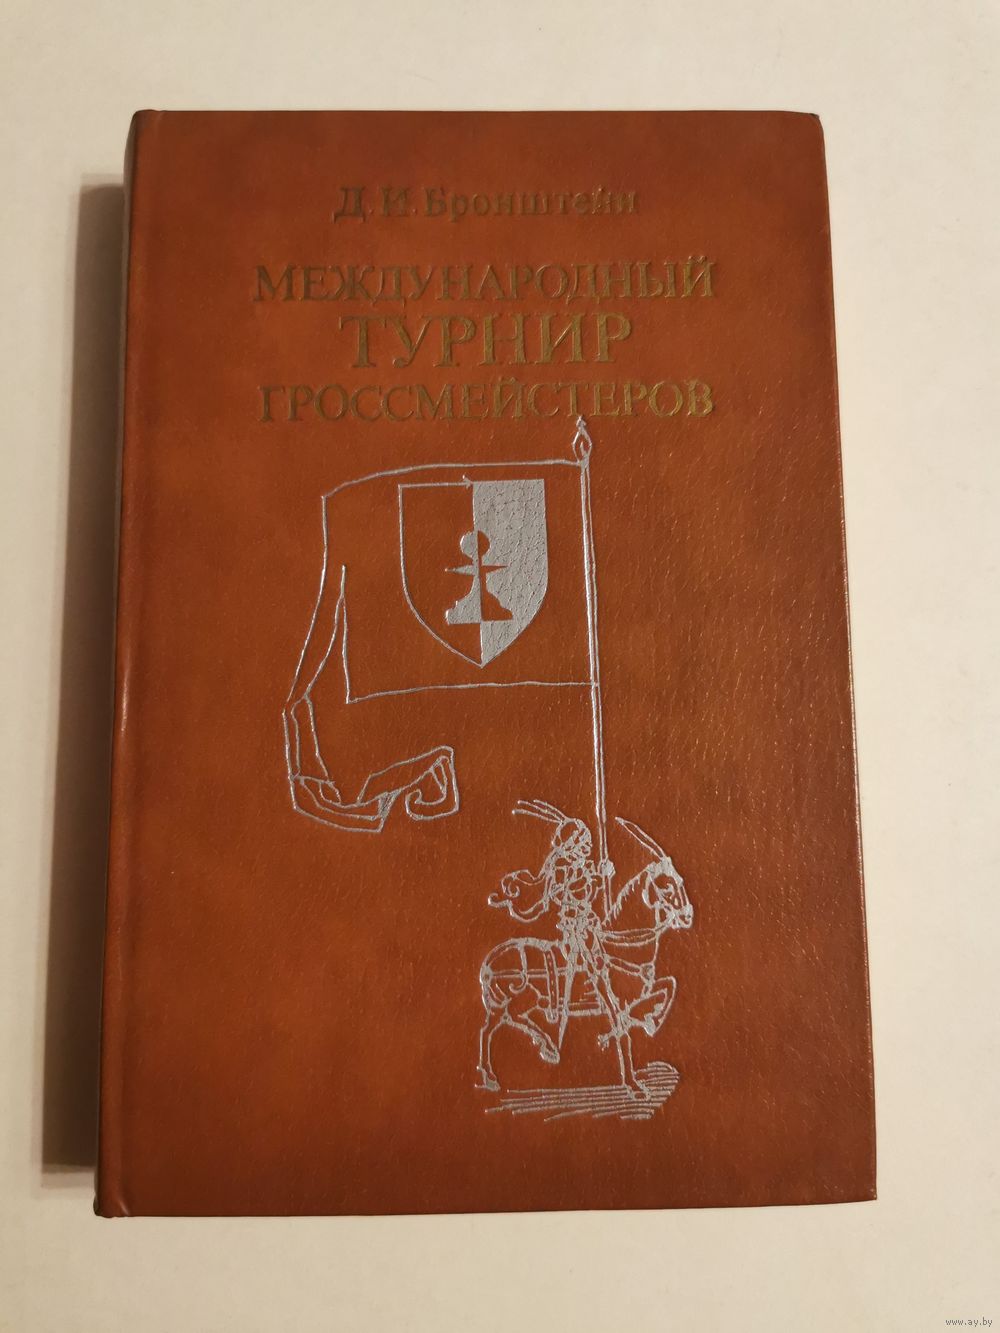 Д. И. Бронштейн
МЕЖДУНАРОДНЫЙ
ТУРНИР
ГРОССМЕЙСТЕРОВ
www.ay.by